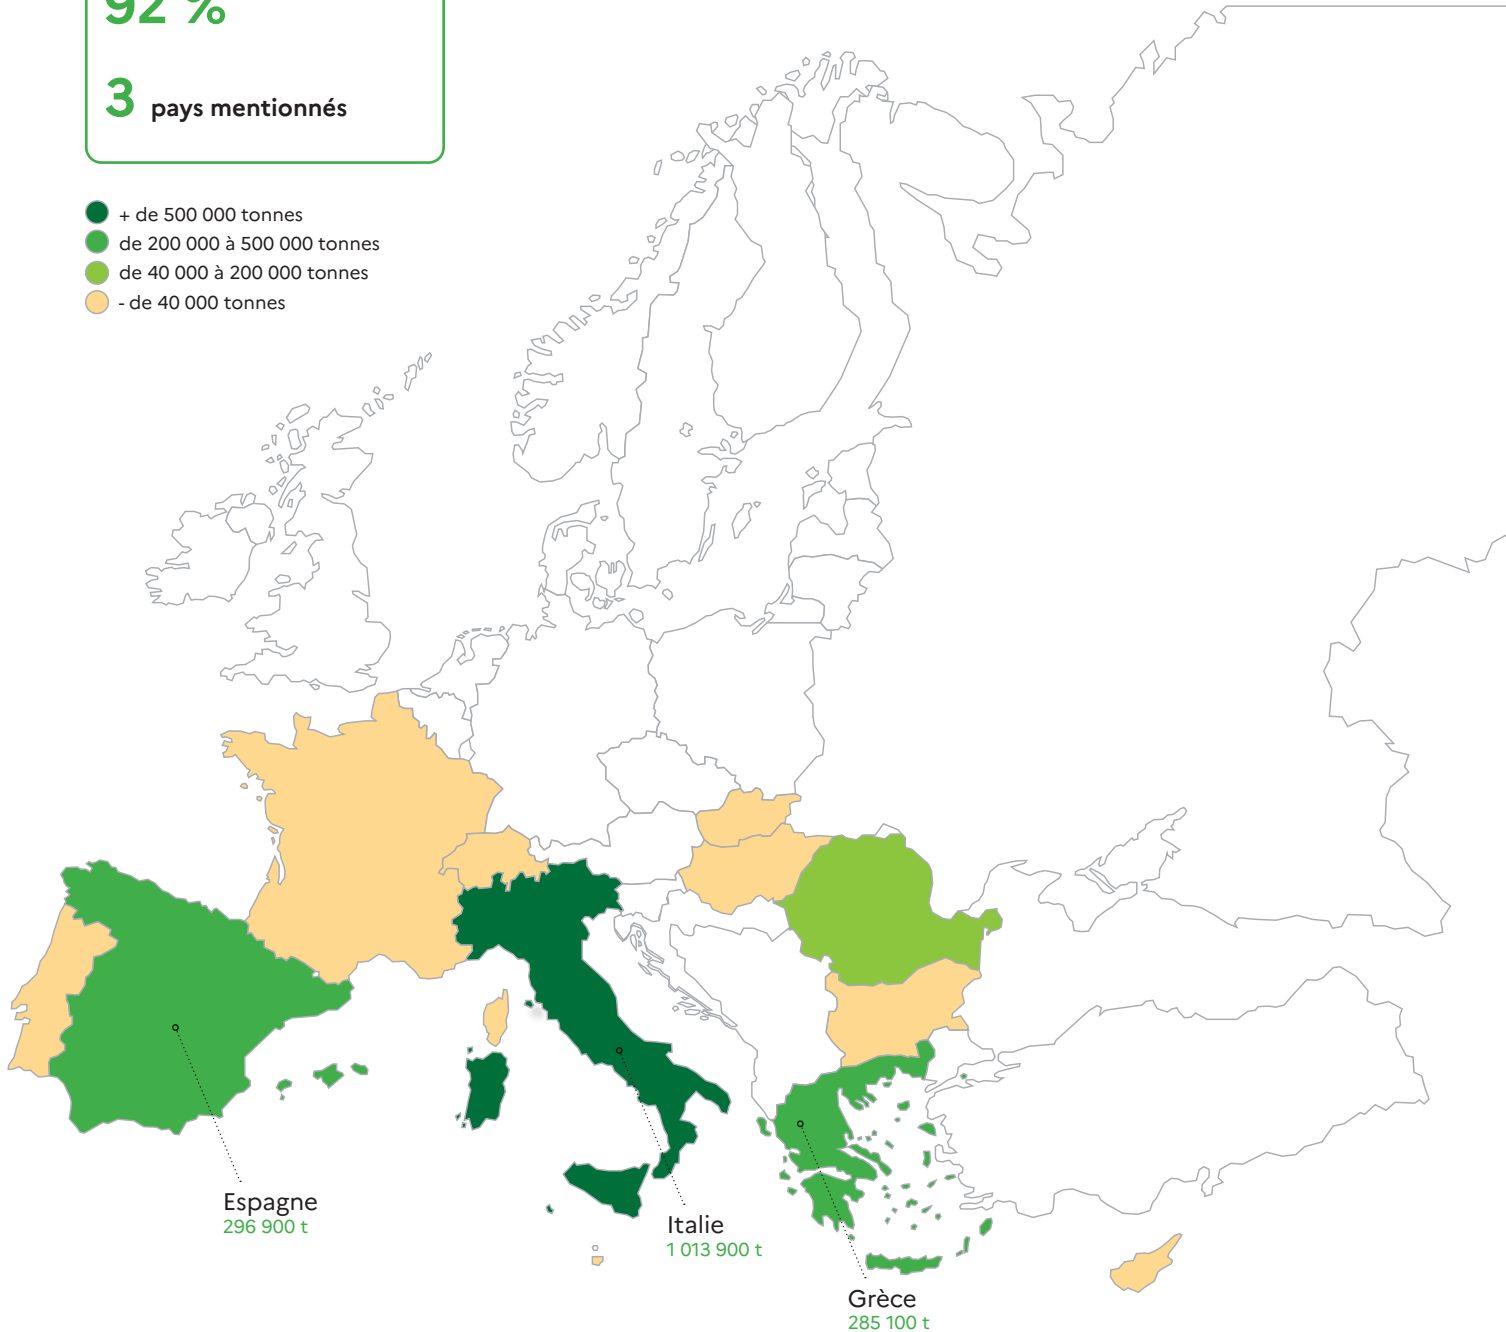 92 %
3 pays mentionnés
+ de 500 000 tonnes
de 200 000 à 500 000 tonnes
de 40 000 à 200 000 tonnes
- de 40 000 tonnes
Espagne
296 900 t
Italie
1 013 900 t
Grèce
285 100 t